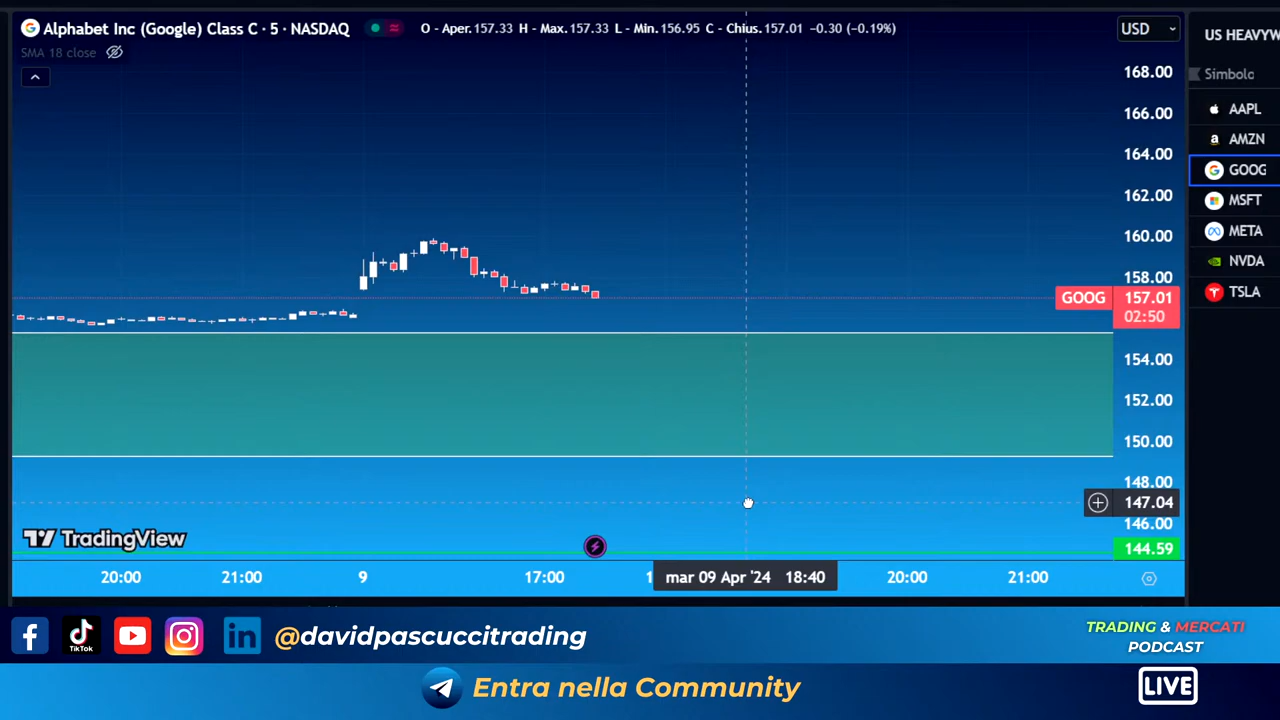 Alphabet Inc (Google) Class C · 5 · NASDAQ
O - Aper.157.33 H - Max.157.33 L - Min.156.95 C - Chius.157.01 −0.30 (−0.19%)
USD
SMA 18 close
168.00
166.00
164.00
162.00
160.00
158.00
GOOG 157.01
02:50
154.00
152.00
150.00
148.00
147.04
146.00
144.59
TradingView
20:00 21:00 9 17:00 mar 09 Apr '24 18:40 20:00 21:00
US HEAVYW
Simbolo
AAPL
AMZN
GOOG
MSFT
META
NVDA
TSLA
TikTok
@davidpascuccitrading
TRADING & MERCATI
PODCAST
Entra nella Community
LIVE